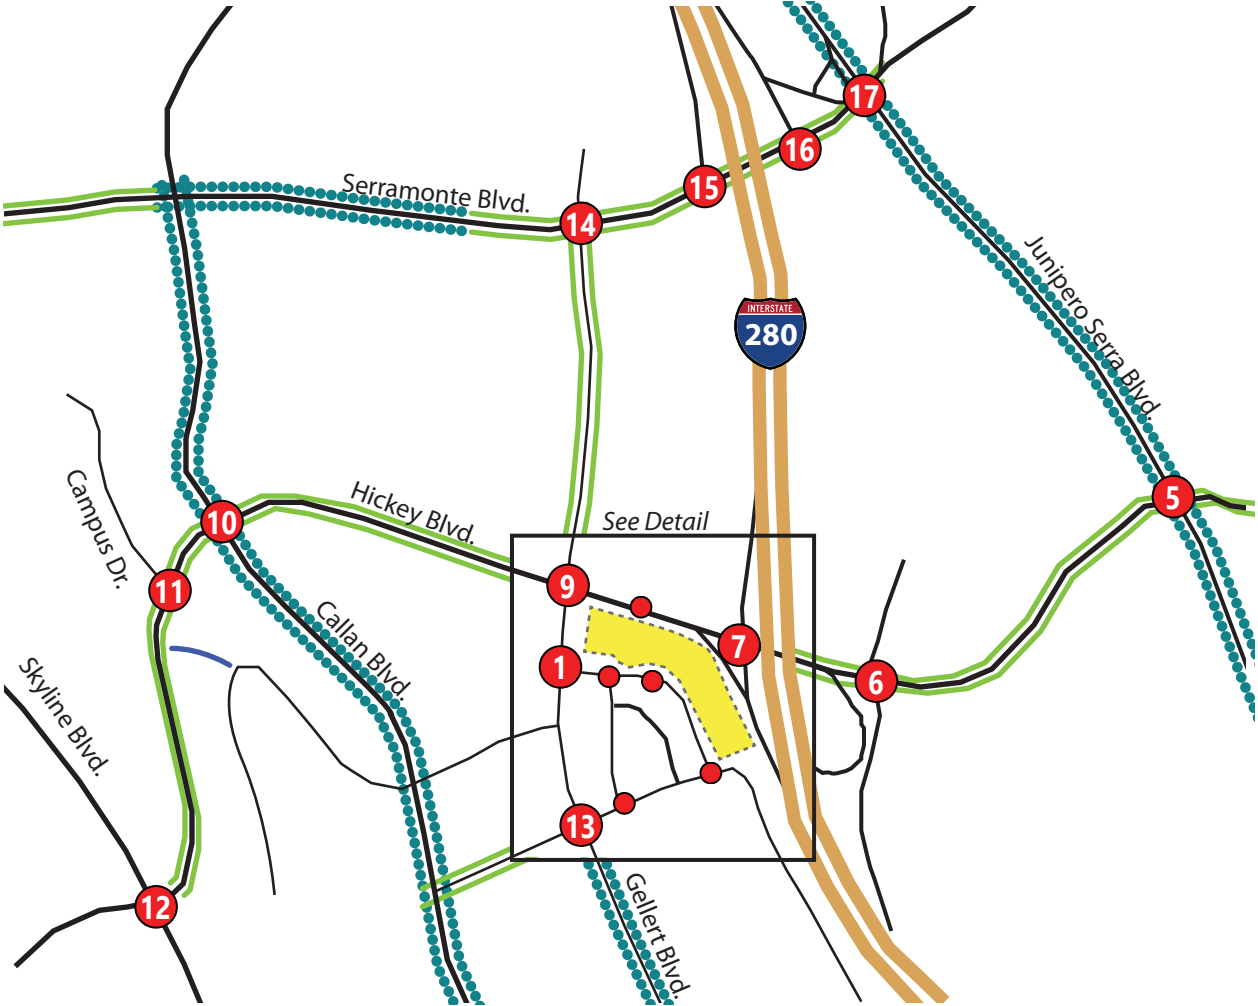 17
16
Serramonte Blvd.
15
14
Junipero Serra Blvd.
INTERSTATE
280
Campus Dr.
Hickey Blvd.
5
10
See Detail
9
11
Callan Blvd.
7
1
6
Skyline Blvd.
13
Gellert Blvd.
12